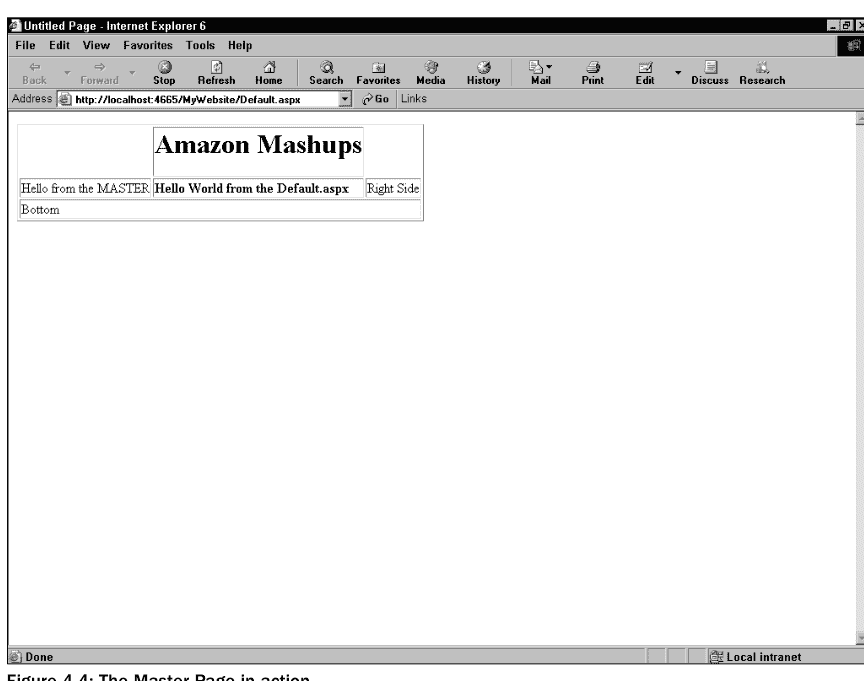 Untitled Page - Internet Explorer 6
File Edit View Favorites Tools Help
Back Forward Stop Refresh Home Search Favorites Media History Mail Print Edit Discuss Research
Address http://localhost:4665/MyWebsite/Default.aspx Go Links
Amazon Mashups
Hello from the MASTER Hello World from the Default.aspx Right Side
Bottom
Done Local intranet
Figure 4-4: The Master Page in action